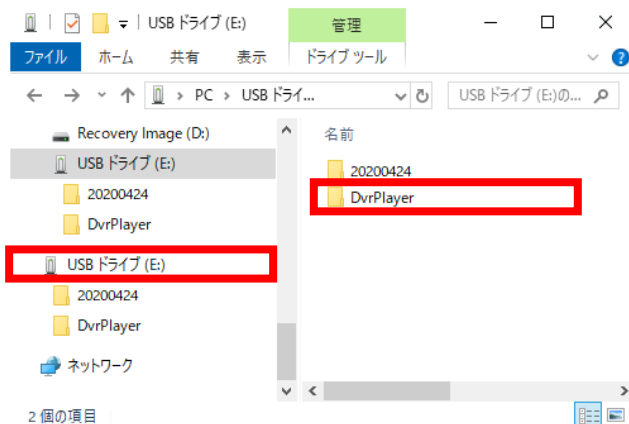 USB ドライブ (E:)
管理
ファイル ホーム 共有 表示 ドライブ ツール
PC USB ドライ... USB ドライブ (E:)の...
Recovery Image (D:)
USB ドライブ (E:)
20200424
DvrPlayer
USB ドライブ (E:)
20200424
DvrPlayer
ネットワーク
名前
20200424
DvrPlayer
2 個の項目